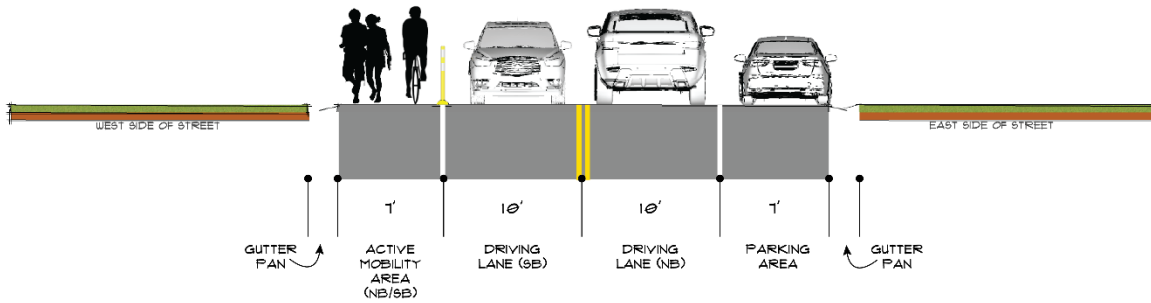 WEST SIDE OF STREET
EAST SIDE OF STREET
7'
10'
10'
7'
GUTTER
PAN
ACTIVE
MOBILITY
AREA
(NB/SB)
DRIVING
LANE (SB)
DRIVING
LANE (NB)
PARKING
AREA
GUTTER
PAN